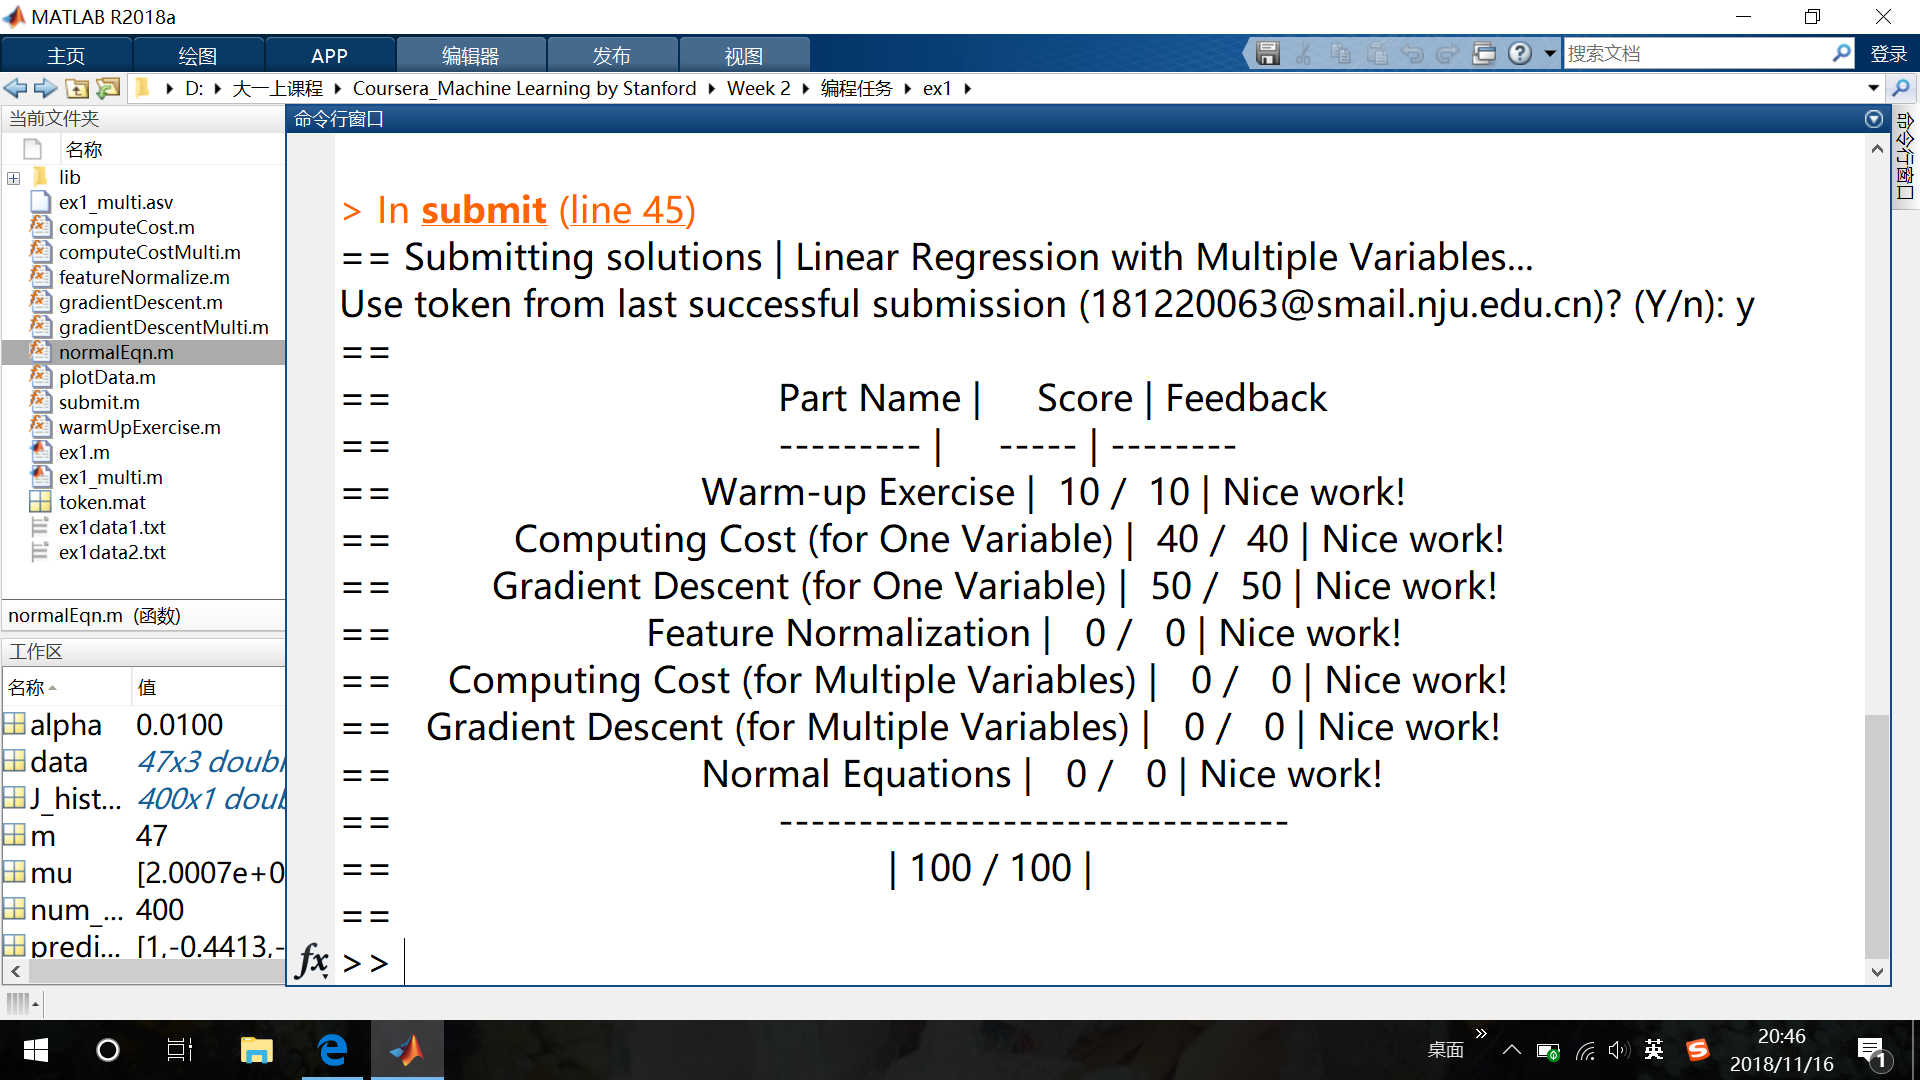 MATLAB R2018a
主页 绘图 APP 编辑器 发布 视图 搜索文档 登录
D: 大一上课程 Coursera_Machine Learning by Stanford Week 2 编程任务 ex1
当前文件夹
名称
lib
ex1_multi.asv
computeCost.m
computeCostMulti.m
featureNormalize.m
gradientDescent.m
gradientDescentMulti.m
normalEqn.m
plotData.m
submit.m
warmUpExercise.m
ex1.m
ex1_multi.m
token.mat
ex1data1.txt
ex1data2.txt
normalEqn.m (函数)
工作区
名称 值
alpha 0.0100
data 47x3 doubl
J_hist... 400x1 doub
m 47
mu [2.0007e+0
num_... 400
predi... [1,-0.4413,-
命令行窗口
> In submit (line 45)
== Submitting solutions | Linear Regression with Multiple Variables...
Use token from last successful submission (181220063@smail.nju.edu.cn)? (Y/n): y
==
== Part Name | Score | Feedback
== --------- | ----- | --------
== Warm-up Exercise | 10 / 10 | Nice work!
== Computing Cost (for One Variable) | 40 / 40 | Nice work!
== Gradient Descent (for One Variable) | 50 / 50 | Nice work!
== Feature Normalization | 0 / 0 | Nice work!
== Computing Cost (for Multiple Variables) | 0 / 0 | Nice work!
== Gradient Descent (for Multiple Variables) | 0 / 0 | Nice work!
== Normal Equations | 0 / 0 | Nice work!
== --------------------------------
== | 100 / 100 |
==
fx >>
命令行窗口
桌面 英 20:46
2018/11/16
1